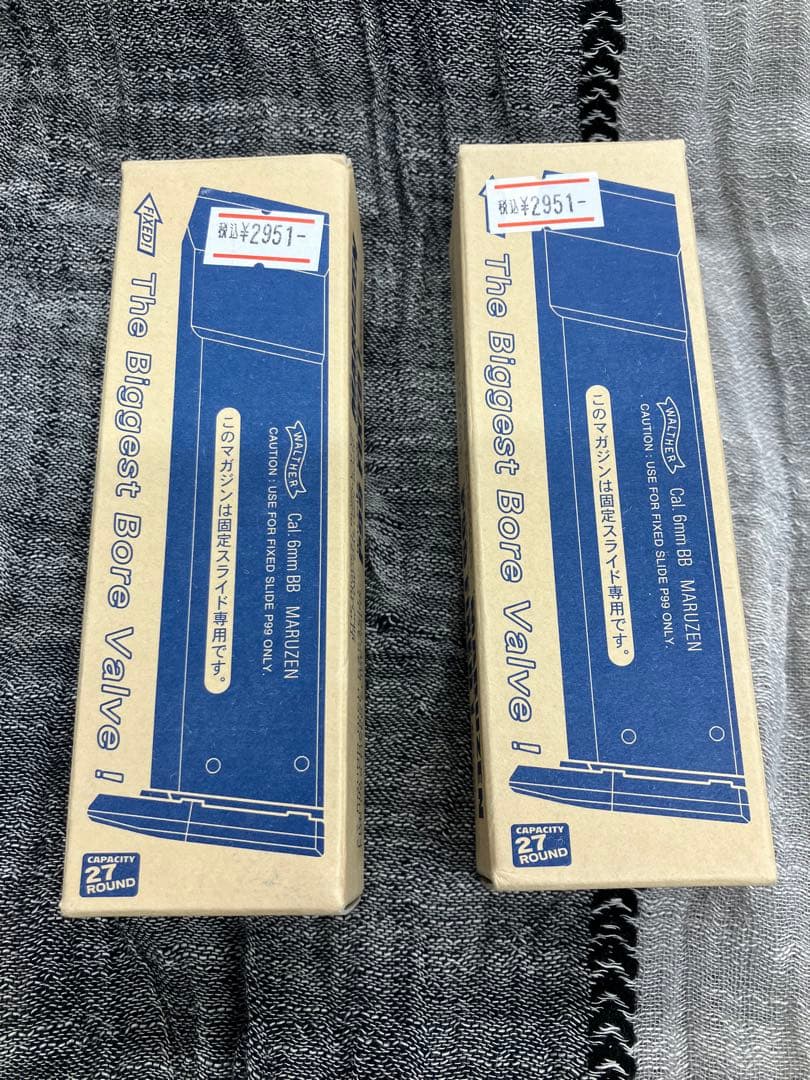 FIXED!
税込¥2951-
The Biggest Bore Valve !
このマガジンは固定スライド専用です。
WALTHER
Cal. 6mm BB MARUZEN
CAUTION : USE FOR FIXED SLIDE P99 ONLY.
CAPACITY
27
ROUND
税込¥2951-
The Biggest Bore Valve !
このマガジンは固定スライド専用です。
WALTHER
Cal. 6mm BB MARUZEN
CAUTION : USE FOR FIXED SLIDE P99 ONLY.
CAPACITY
27
ROUND